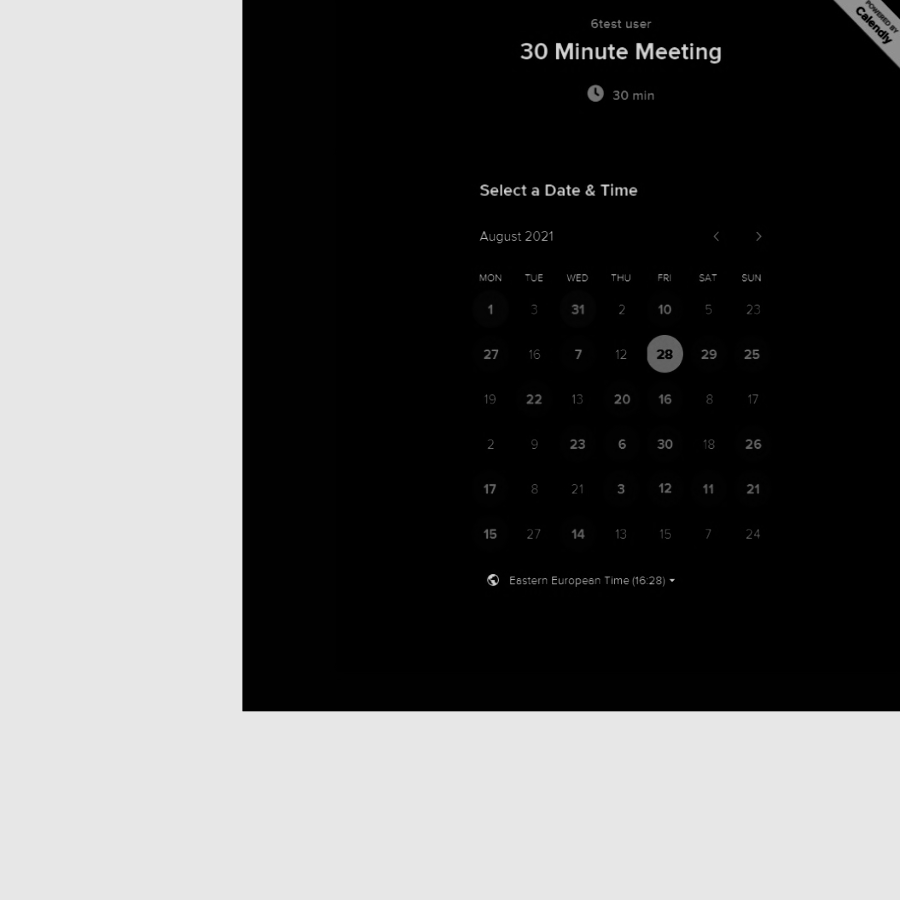 POWERED BY
Calendly
6test user
30 Minute Meeting
30 min
Select a Date & Time
August 2021
MON TUE WED THU FRI SAT SUN
1 3 31 2 10 5 23
27 16 7 12 28 29 25
19 22 13 20 16 8 17
2 9 23 6 30 18 26
17 8 21 3 12 11 21
15 27 14 13 15 7 24
Eastern European Time (16:28)